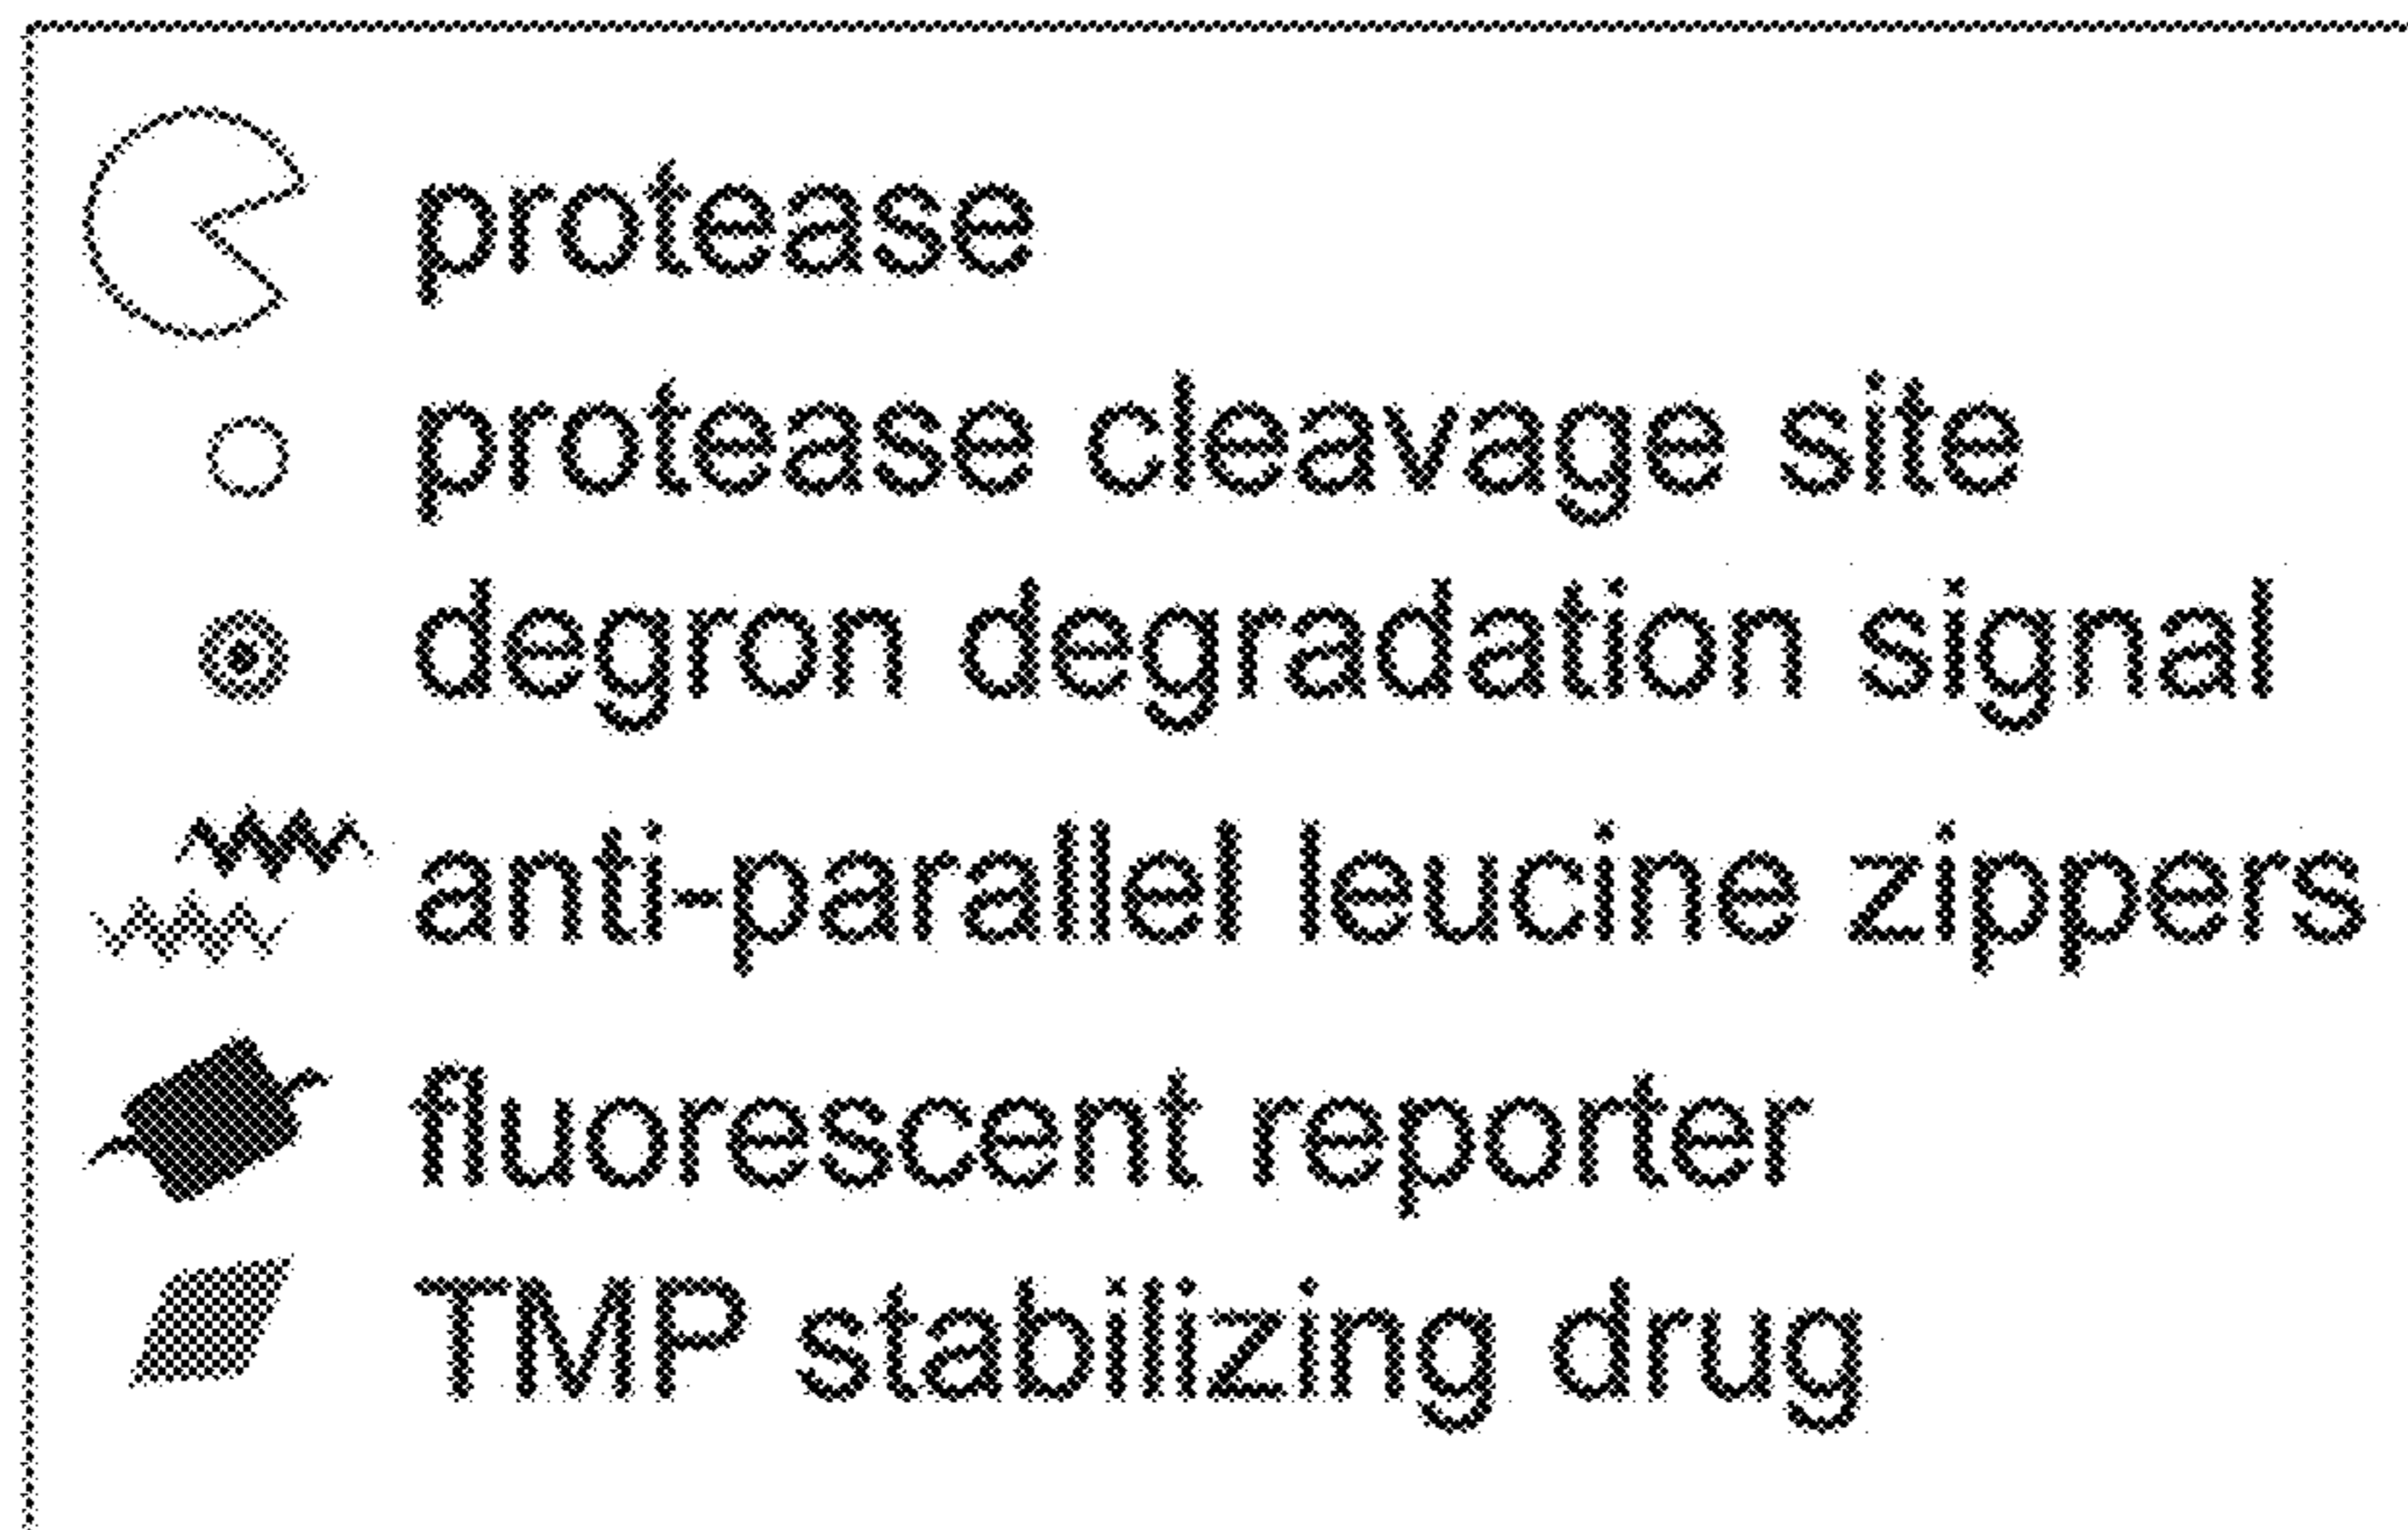 protease
protease cleavage site
degron degradation signal
anti-parallel leucine zippers
fluorescent reporter
TMP stabilizing drug